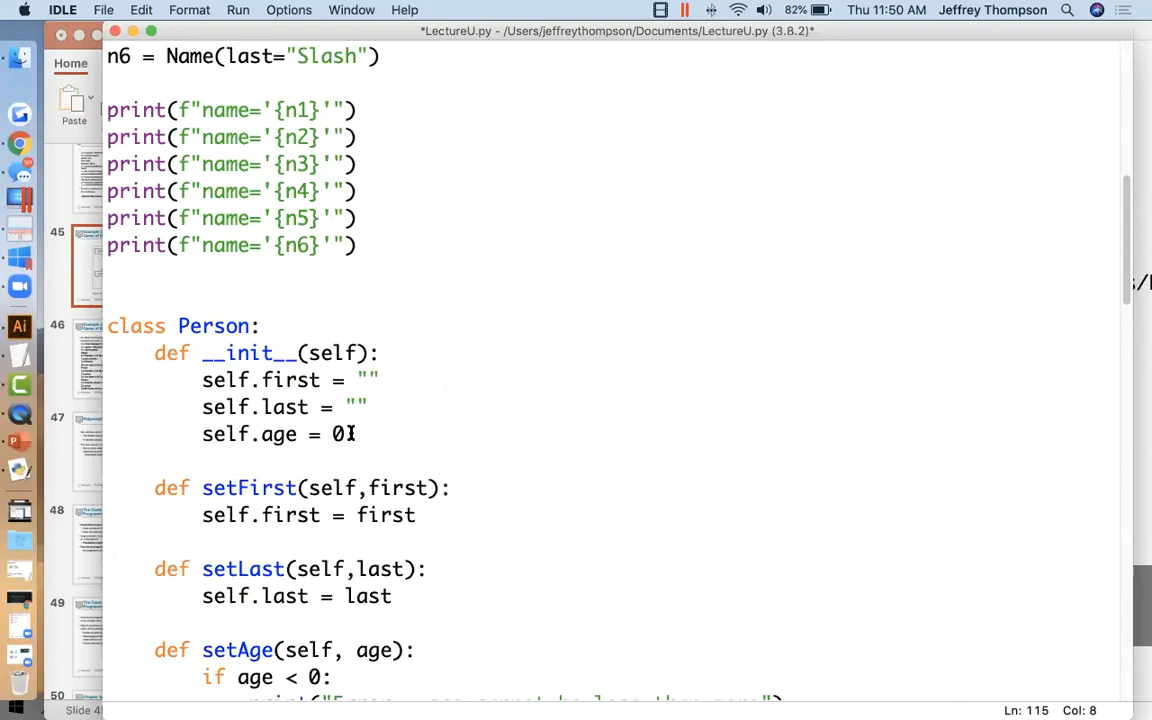 IDLE File Edit Format Run Options Window Help 82% Thu 11:50 AM Jeffrey Thompson
*LectureU.py - /Users/jeffreythompson/Documents/LectureU.py (3.8.2)*
Home
Paste
45
46
47
48
49
50
Slide 4
n6 = Name(last="Slash")
print(f"name='{n1}'")
print(f"name='{n2}'")
print(f"name='{n3}'")
print(f"name='{n4}'")
print(f"name='{n5}'")
print(f"name='{n6}'")
class Person:
def __init__(self):
self.first = ""
self.last = ""
self.age = 0
def setFirst(self,first):
self.first = first
def setLast(self,last):
self.last = last
def setAge(self, age):
if age < 0:
Ln: 115 Col: 8